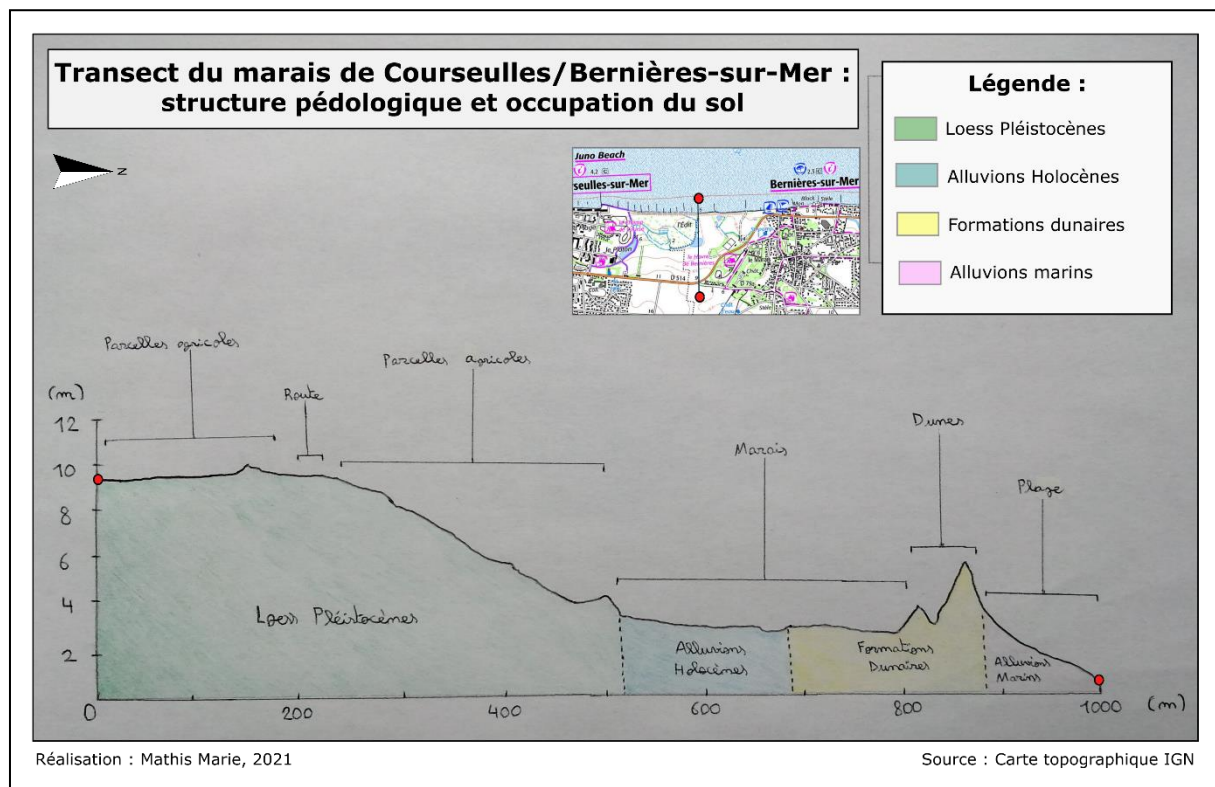 Transect du marais de Courseulles/Bernières-sur-Mer :
structure pédologique et occupation du sol
Légende :
Loess Pléistocènes
Alluvions Holocènes
Formations dunaires
Alluvions marins
N
Juno Beach
seulles-sur-Mer
Bernières-sur-Mer
l'Edit
D 514
Parcelles agricoles
Route
Parcelles agricoles
Marais
Dunes
Plage
(m)
12
10
8
6
4
2
Loess Pléistocènes
Alluvions
Holocènes
Formations
Dunaires
Alluvions
Marins
0
200
400
600
800
1000
(m)
Réalisation : Mathis Marie, 2021
Source : Carte topographique IGN